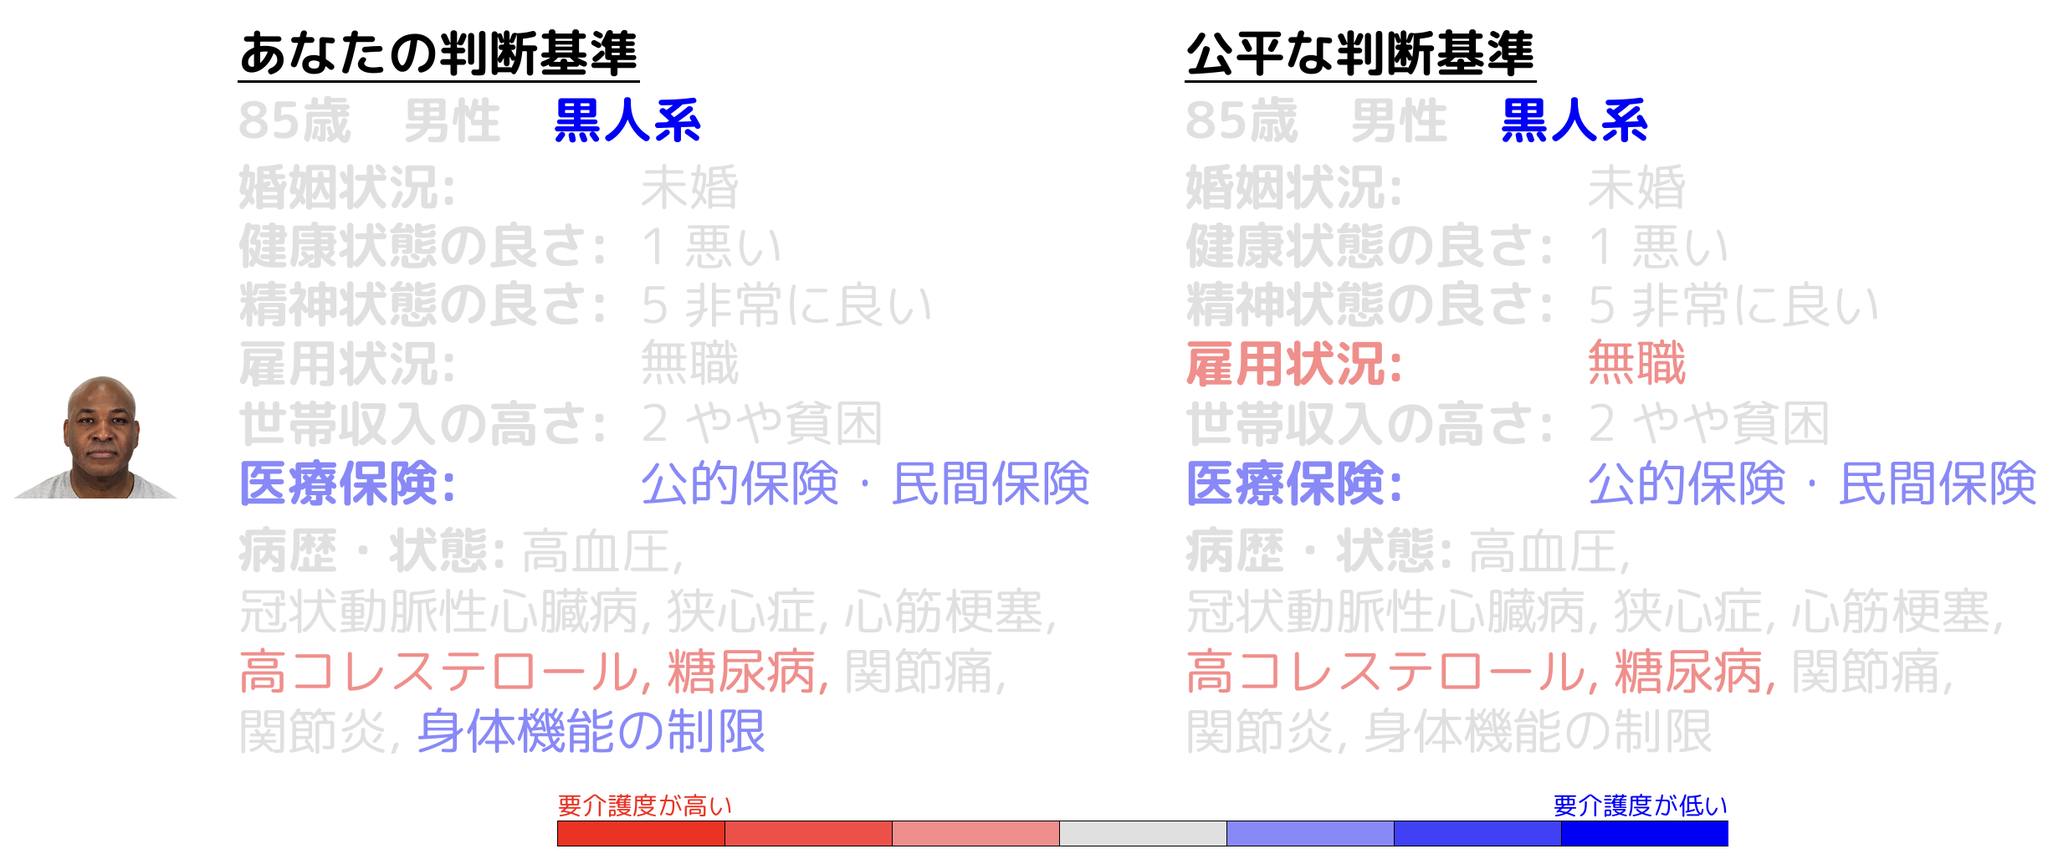 あなたの判断基準
85歳 男性 黒人系
婚姻状況: 未婚
健康状態の良さ: 1 悪い
精神状態の良さ: 5 非常に良い
雇用状況: 無職
世帯収入の高さ: 2 やや貧困
医療保険: 公的保険・民間保険
病歴・状態: 高血圧,
冠状動脈性心臓病, 狭心症, 心筋梗塞,
高コレステロール, 糖尿病, 関節痛,
関節炎, 身体機能の制限
公平な判断基準
85歳 男性 黒人系
婚姻状況: 未婚
健康状態の良さ: 1 悪い
精神状態の良さ: 5 非常に良い
雇用状況: 無職
世帯収入の高さ: 2 やや貧困
医療保険: 公的保険・民間保険
病歴・状態: 高血圧,
冠状動脈性心臓病, 狭心症, 心筋梗塞,
高コレステロール, 糖尿病, 関節痛,
関節炎, 身体機能の制限
要介護度が高い
要介護度が低い